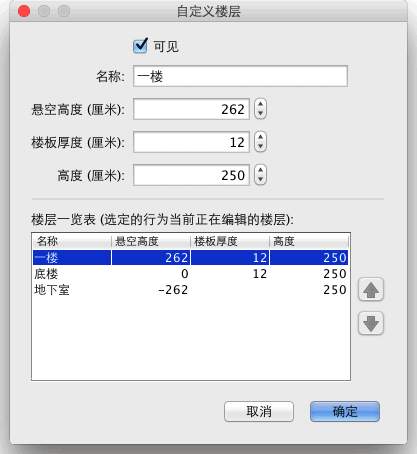 自定义楼层
可见
名称: 一楼
悬空高度 (厘米): 262
楼板厚度 (厘米): 12
高度 (厘米): 250
楼层一览表 (选定的行为当前正在编辑的楼层):
名称 悬空高度 楼板厚度 高度
一楼 262 12 250
底楼 0 12 250
地下室 -262 250
取消 确定